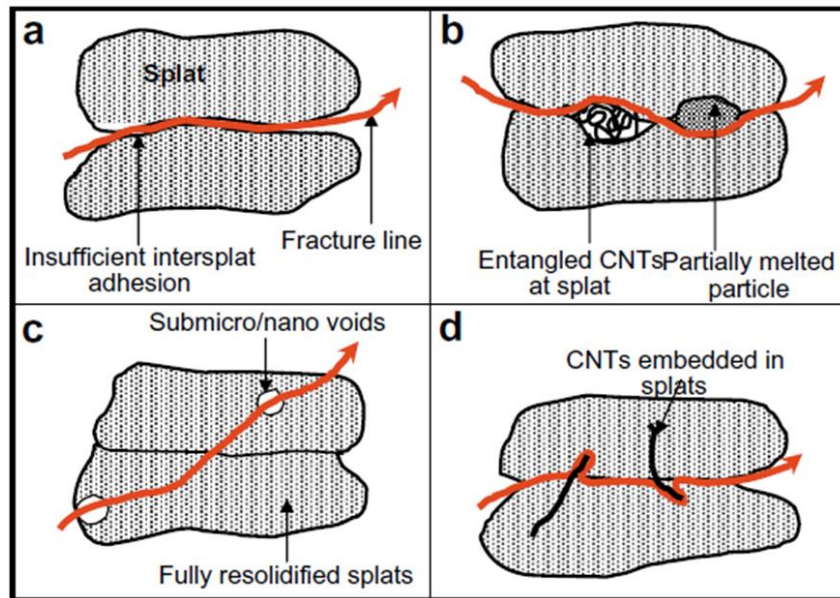 a
Splat
Insufficient intersplat
adhesion
Fracture line
b
Entangled CNTs
at splat
Partially melted
particle
c
Submicro/nano voids
Fully resolidified splats
d
CNTs embedded in
splats